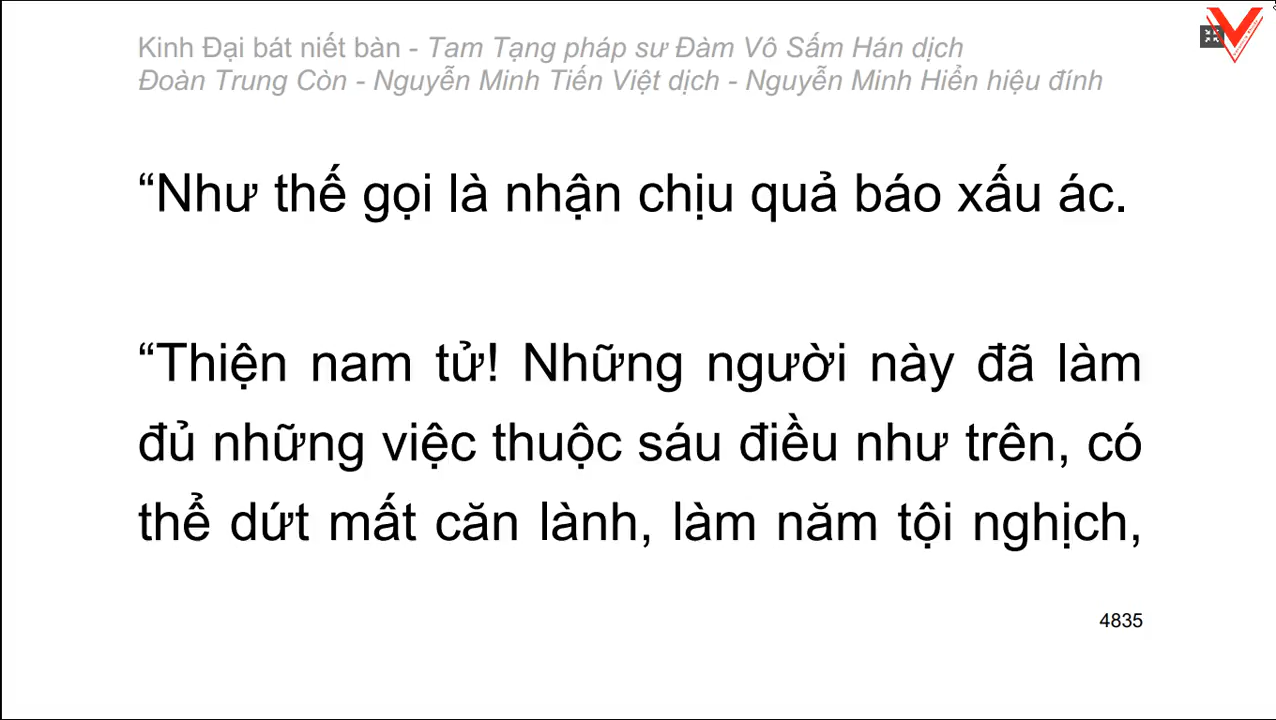 Kinh Đại bát niết bàn - Tam Tạng pháp sư Đàm Vô Sấm Hán dịch
Đoàn Trung Còn - Nguyễn Minh Tiến Việt dịch - Nguyễn Minh Hiển hiệu đính
“Như thế gọi là nhận chịu quả báo xấu ác.
“Thiện nam tử! Những người này đã làm
đủ những việc thuộc sáu điều như trên, có
thể dứt mất căn lành, làm năm tội nghịch,
4835